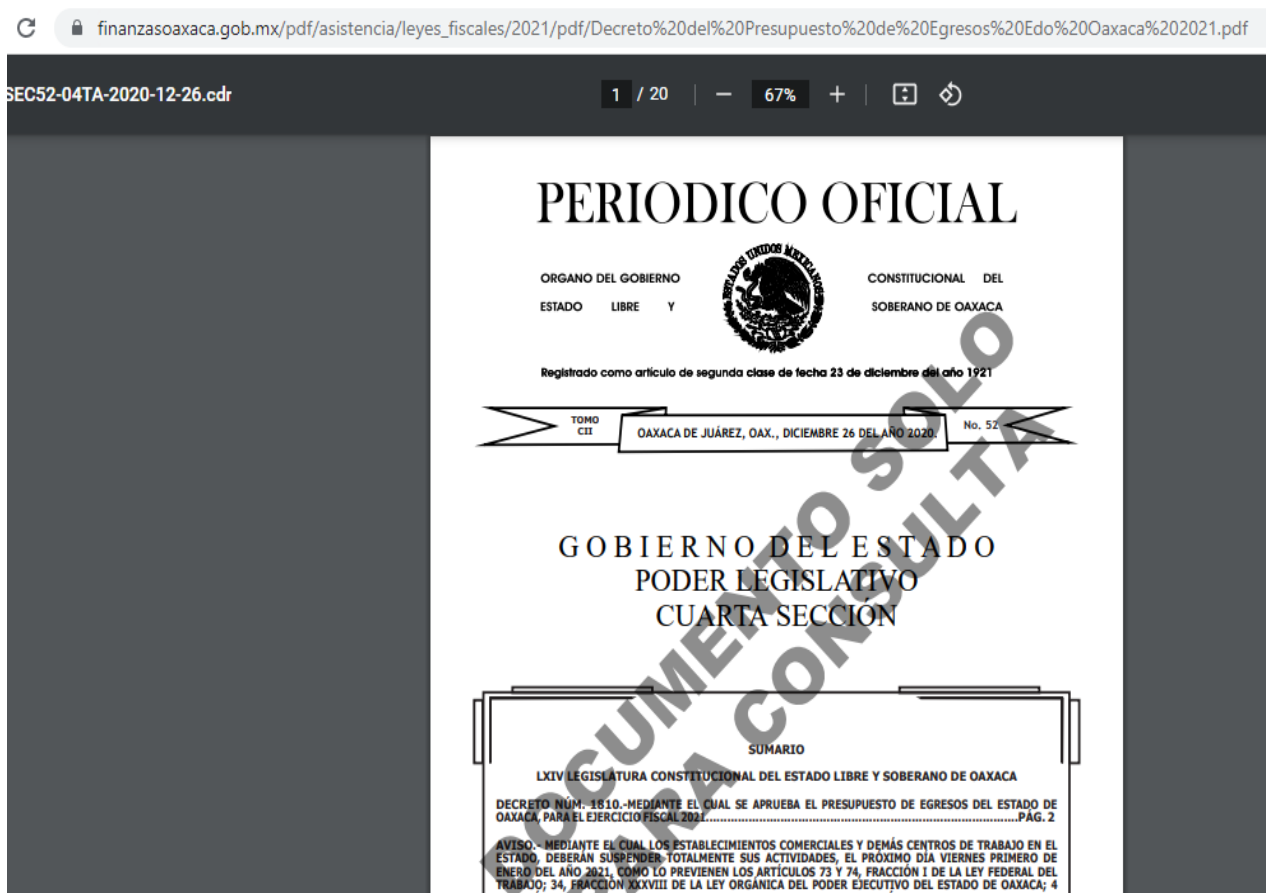 finanzasoaxaca.gob.mx/pdf/asistencia/leyes_fiscales/2021/pdf/Decreto%20del%20Presupuesto%20de%20Egresos%20Edo%20Oaxaca%202021.pdf
SEC52-04TA-2020-12-26.cdr
1 / 20 | − 67% + |
PERIODICO OFICIAL
ESTADOS UNIDOS MEXICANOS
ORGANO DEL GOBIERNO CONSTITUCIONAL DEL
ESTADO LIBRE Y SOBERANO DE OAXACA
Registrado como artículo de segunda clase de fecha 23 de diciembre del año 1921
TOMO
CII
OAXACA DE JUÁREZ, OAX., DICIEMBRE 26 DEL AÑO 2020.
No. 52
GOBIERNO DEL ESTADO
PODER LEGISLATIVO
CUARTA SECCIÓN
DOCUMENTO SOLO
PARA CONSULTA
SUMARIO
LXIV LEGISLATURA CONSTITUCIONAL DEL ESTADO LIBRE Y SOBERANO DE OAXACA
DECRETO NÚM. 1810.-MEDIANTE EL CUAL SE APRUEBA EL PRESUPUESTO DE EGRESOS DEL ESTADO DE
OAXACA, PARA EL EJERCICIO FISCAL 2021..........................................................................................PÁG. 2
AVISO.- MEDIANTE EL CUAL LOS ESTABLECIMIENTOS COMERCIALES Y DEMÁS CENTROS DE TRABAJO EN EL
ESTADO, DEBERÁN SUSPENDER TOTALMENTE SUS ACTIVIDADES, EL PRÓXIMO DÍA VIERNES PRIMERO DE
ENERO DEL AÑO 2021, COMO LO PREVIENEN LOS ARTÍCULOS 73 Y 74, FRACCIÓN I DE LA LEY FEDERAL DEL
TRABAJO; 34, FRACCIÓN XXXVIII DE LA LEY ORGÁNICA DEL PODER EJECUTIVO DEL ESTADO DE OAXACA; 4